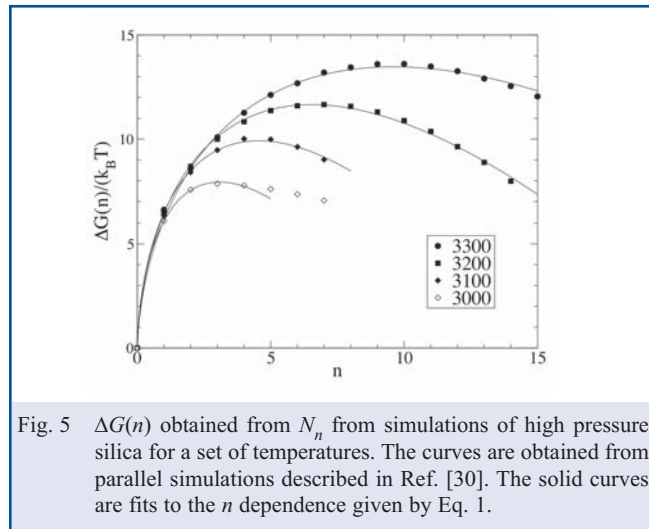 15
10
5
0
ΔG(n)/(k_BT)
3300
3200
3100
3000
0 5 10 15
n
Fig. 5 ΔG(n) obtained from N_n from simulations of high pressure
silica for a set of temperatures. The curves are obtained from
parallel simulations described in Ref. [30]. The solid curves
are fits to the n dependence given by Eq. 1.